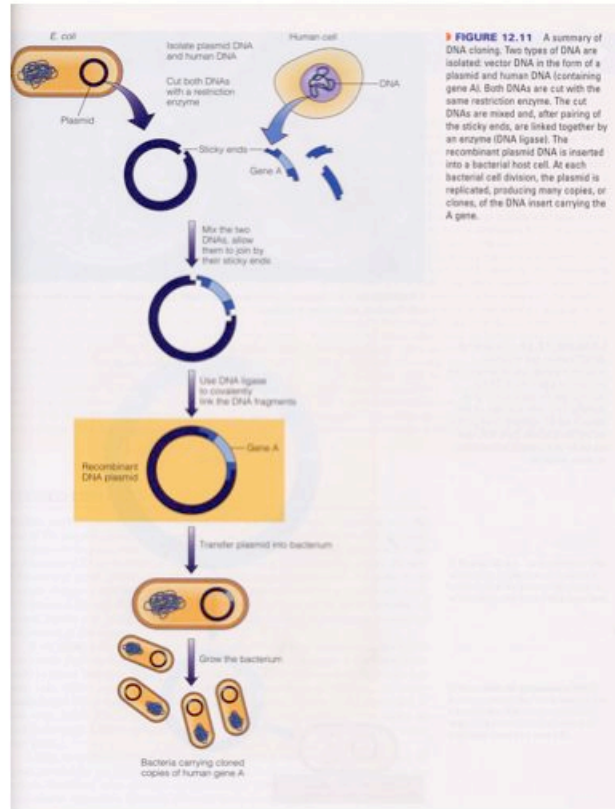 E. coli
Isolate plasmid DNA
and human DNA
Cut both DNAs
with a restriction
enzyme
Human cell
DNA
Plasmid
Sticky ends
Gene A
Mix the two
DNAs, allow
them to join by
their sticky ends
Use DNA ligase
to covalently
link the DNA fragments
Gene A
Recombinant
DNA plasmid
Transfer plasmid into bacterium
Grow the bacterium
Bacteria carrying cloned
copies of human gene A
FIGURE 12.11 A summary of
DNA cloning. Two types of DNA are
isolated: vector DNA in the form of a
plasmid and human DNA (containing
gene A). Both DNAs are cut with the
same restriction enzyme. The cut
DNAs are mixed and, after pairing of
the sticky ends, are linked together by
an enzyme (DNA ligase). The
recombinant plasmid DNA is inserted
into a bacterial host cell. At each
bacterial cell division, the plasmid is
replicated, producing many copies, or
clones, of the DNA insert carrying the
A gene.